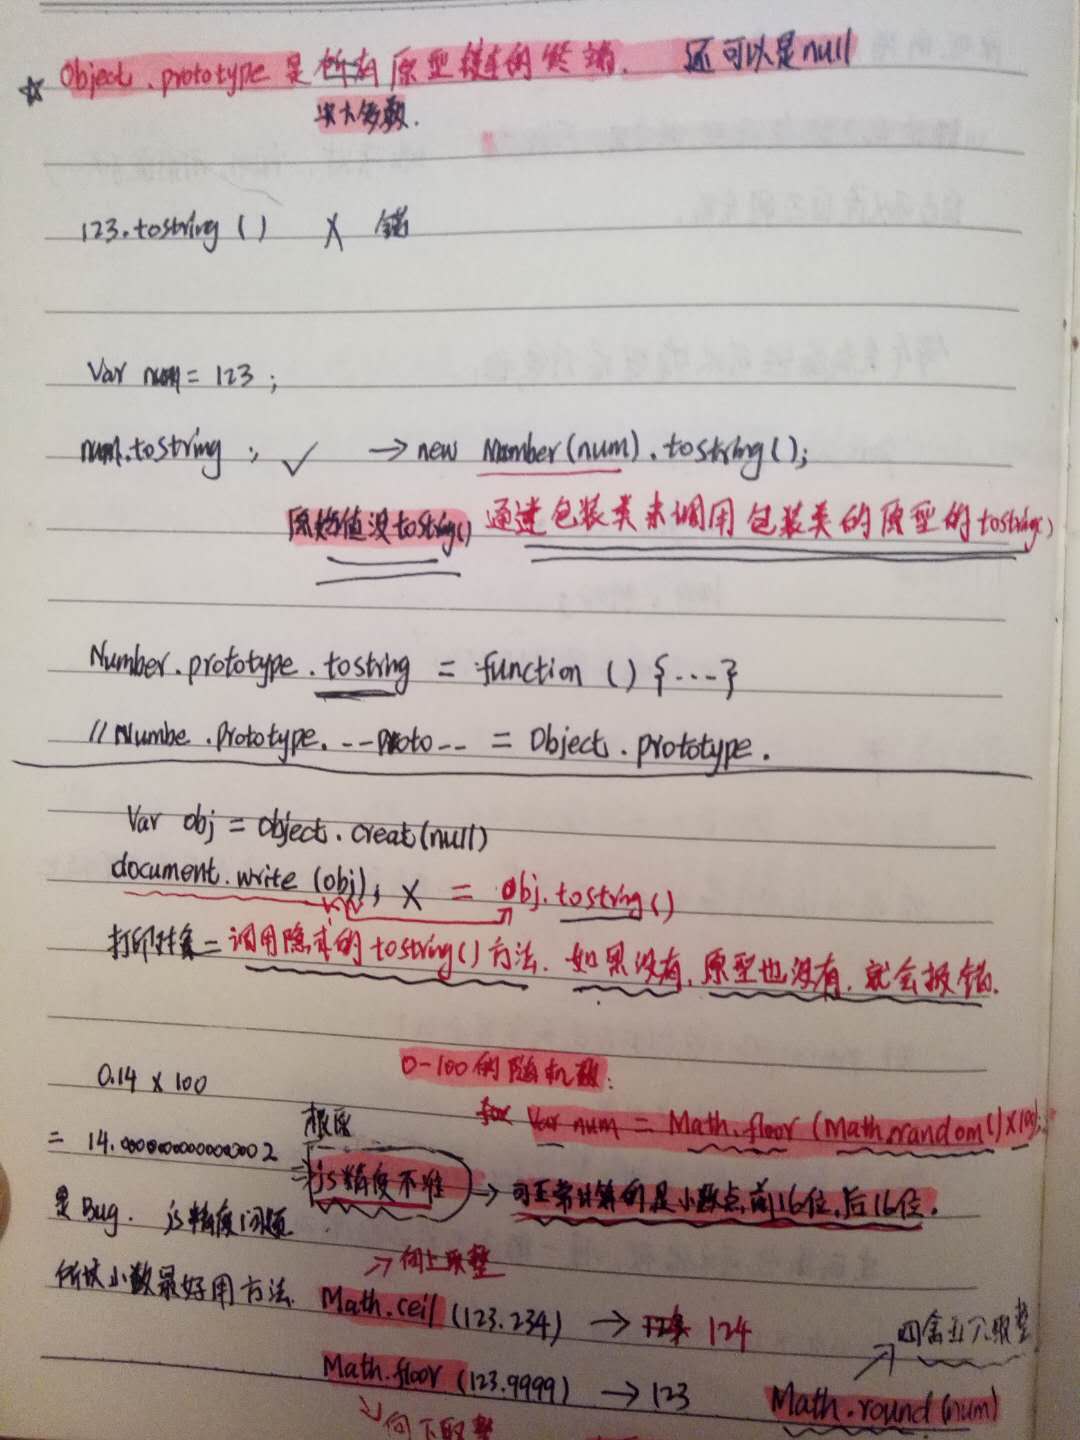 ☆ Object.prototype 是 所有 原型链的终端. 还可以是null
绝大多数.
123.tostring ( ) X 错
Var num = 123 ;
num.tostring ; ✓ → new Number(num).tostring();
原始值没tostring() 通过包装类来调用包装类的原型的tostring()
Number.prototype.tostring = function ( ) { --- }
// Numbe.Prototype.--proto-- = Object.prototype.
Var obj = object.creat(null)
document.write (obj); X = obj.tostring()
打印对象 = 调用隐式的 tostring() 方法. 如果没有, 原型也没有, 就会报错.
0-100的随机数:
0.14 × 100
for Var num = Math.floor (Math.random()×100);
= 14.000000000000002
根源
js精度不准 → 可正常计算的是小数点,前16位,后16位.
是Bug. js精度问题
→ 向上取整
所以小数最好用方法.
Math.ceil (123.234) → 124
四舍五入取整
Math.floor (123.9999) → 123 Math.round (num)
向下取整